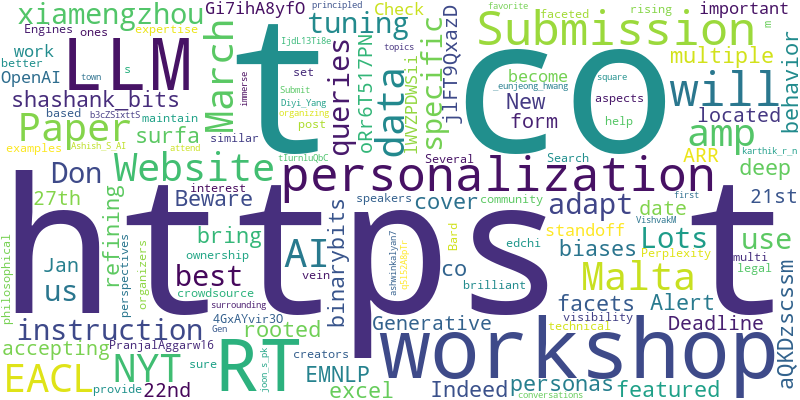 xiamengzhou
LLM
March
Gi7ihA8yfO
tuning
Check
favorite
faceted
rising
principled
m
important
Engines
ones
expertise
work
better
OpenAI
s
town
based
maintain
b3cZSixttS
examples
Ashish_S_AI
attend
shashank_bits
Paper
surfa
similar
immerse
set
IjdL13Ti8e
topics
Submit
Diyi_Yang
organizing
post
queries
oRr6T517PN
data
lWVZPDWSii
specific
j1FT9QxazD
t
co
Submission
will
multiple
behavior
_eunjeong_hwang
become
square
New
aspects
form
help
located
amp
karthik_r_n
ARR
deep
Website
Don
tIurnluQbC
Several
Search
personalization
27th
refining
Beware
interest
bring
cover
speakers
community
adapt
first
21st
date
use
VishvakM
standoff
https
t
us
Jan
philosophical
perspectives
organizers
best
ownership
vein
crowdsource
surrounding
AI
binarybits
ashwinkalyan7
co
Bard
edchi
brilliant
biases
Lots
Perplexity
multi
legal
Malta
facets
Alert
visibility
technical
aQKDzscssm
instruction
rooted
4GxAYvir3O
Gen
Generative
Deadline
accepting
PranjalAggarw16
creators
EACL
NYT
22nd
sure
provide
RT
joon_s_pk
EMNLP
excel
Indeed
conversations
personas
featured
workshop